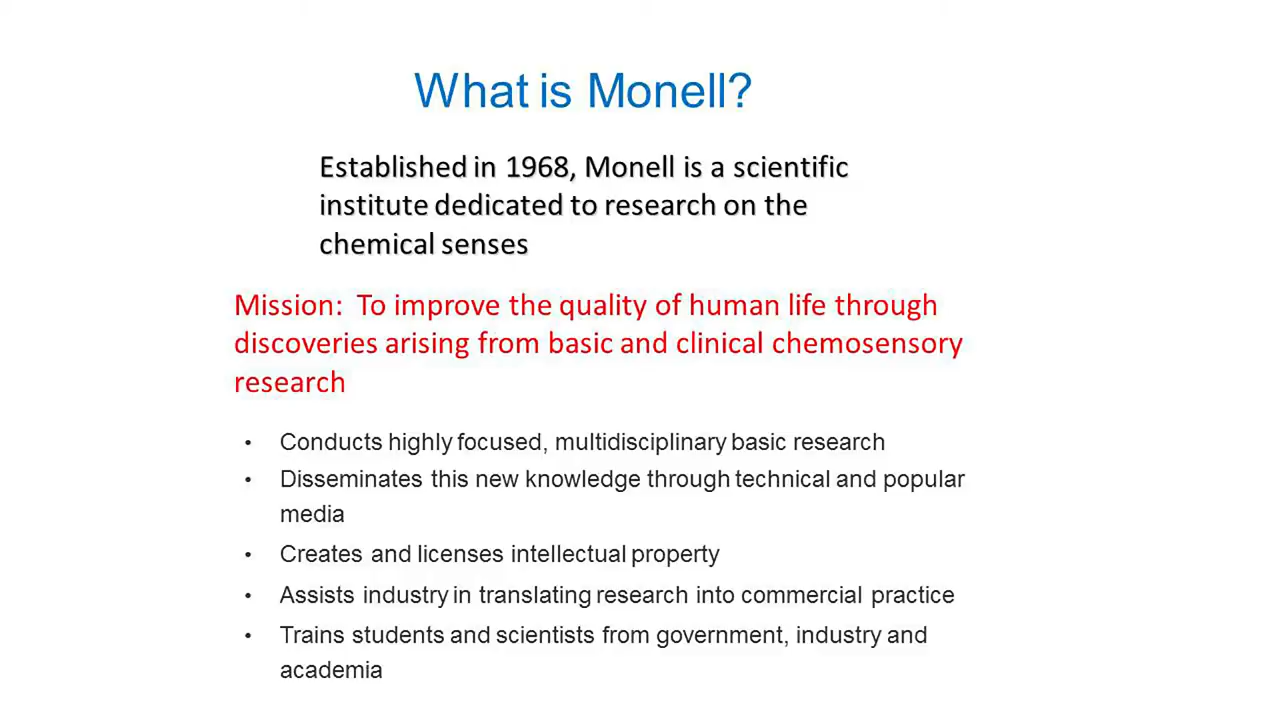 What is Monell?
Established in 1968, Monell is a scientific
institute dedicated to research on the
chemical senses
Mission: To improve the quality of human life through
discoveries arising from basic and clinical chemosensory
research
• Conducts highly focused, multidisciplinary basic research
• Disseminates this new knowledge through technical and popular
media
• Creates and licenses intellectual property
• Assists industry in translating research into commercial practice
• Trains students and scientists from government, industry and
academia